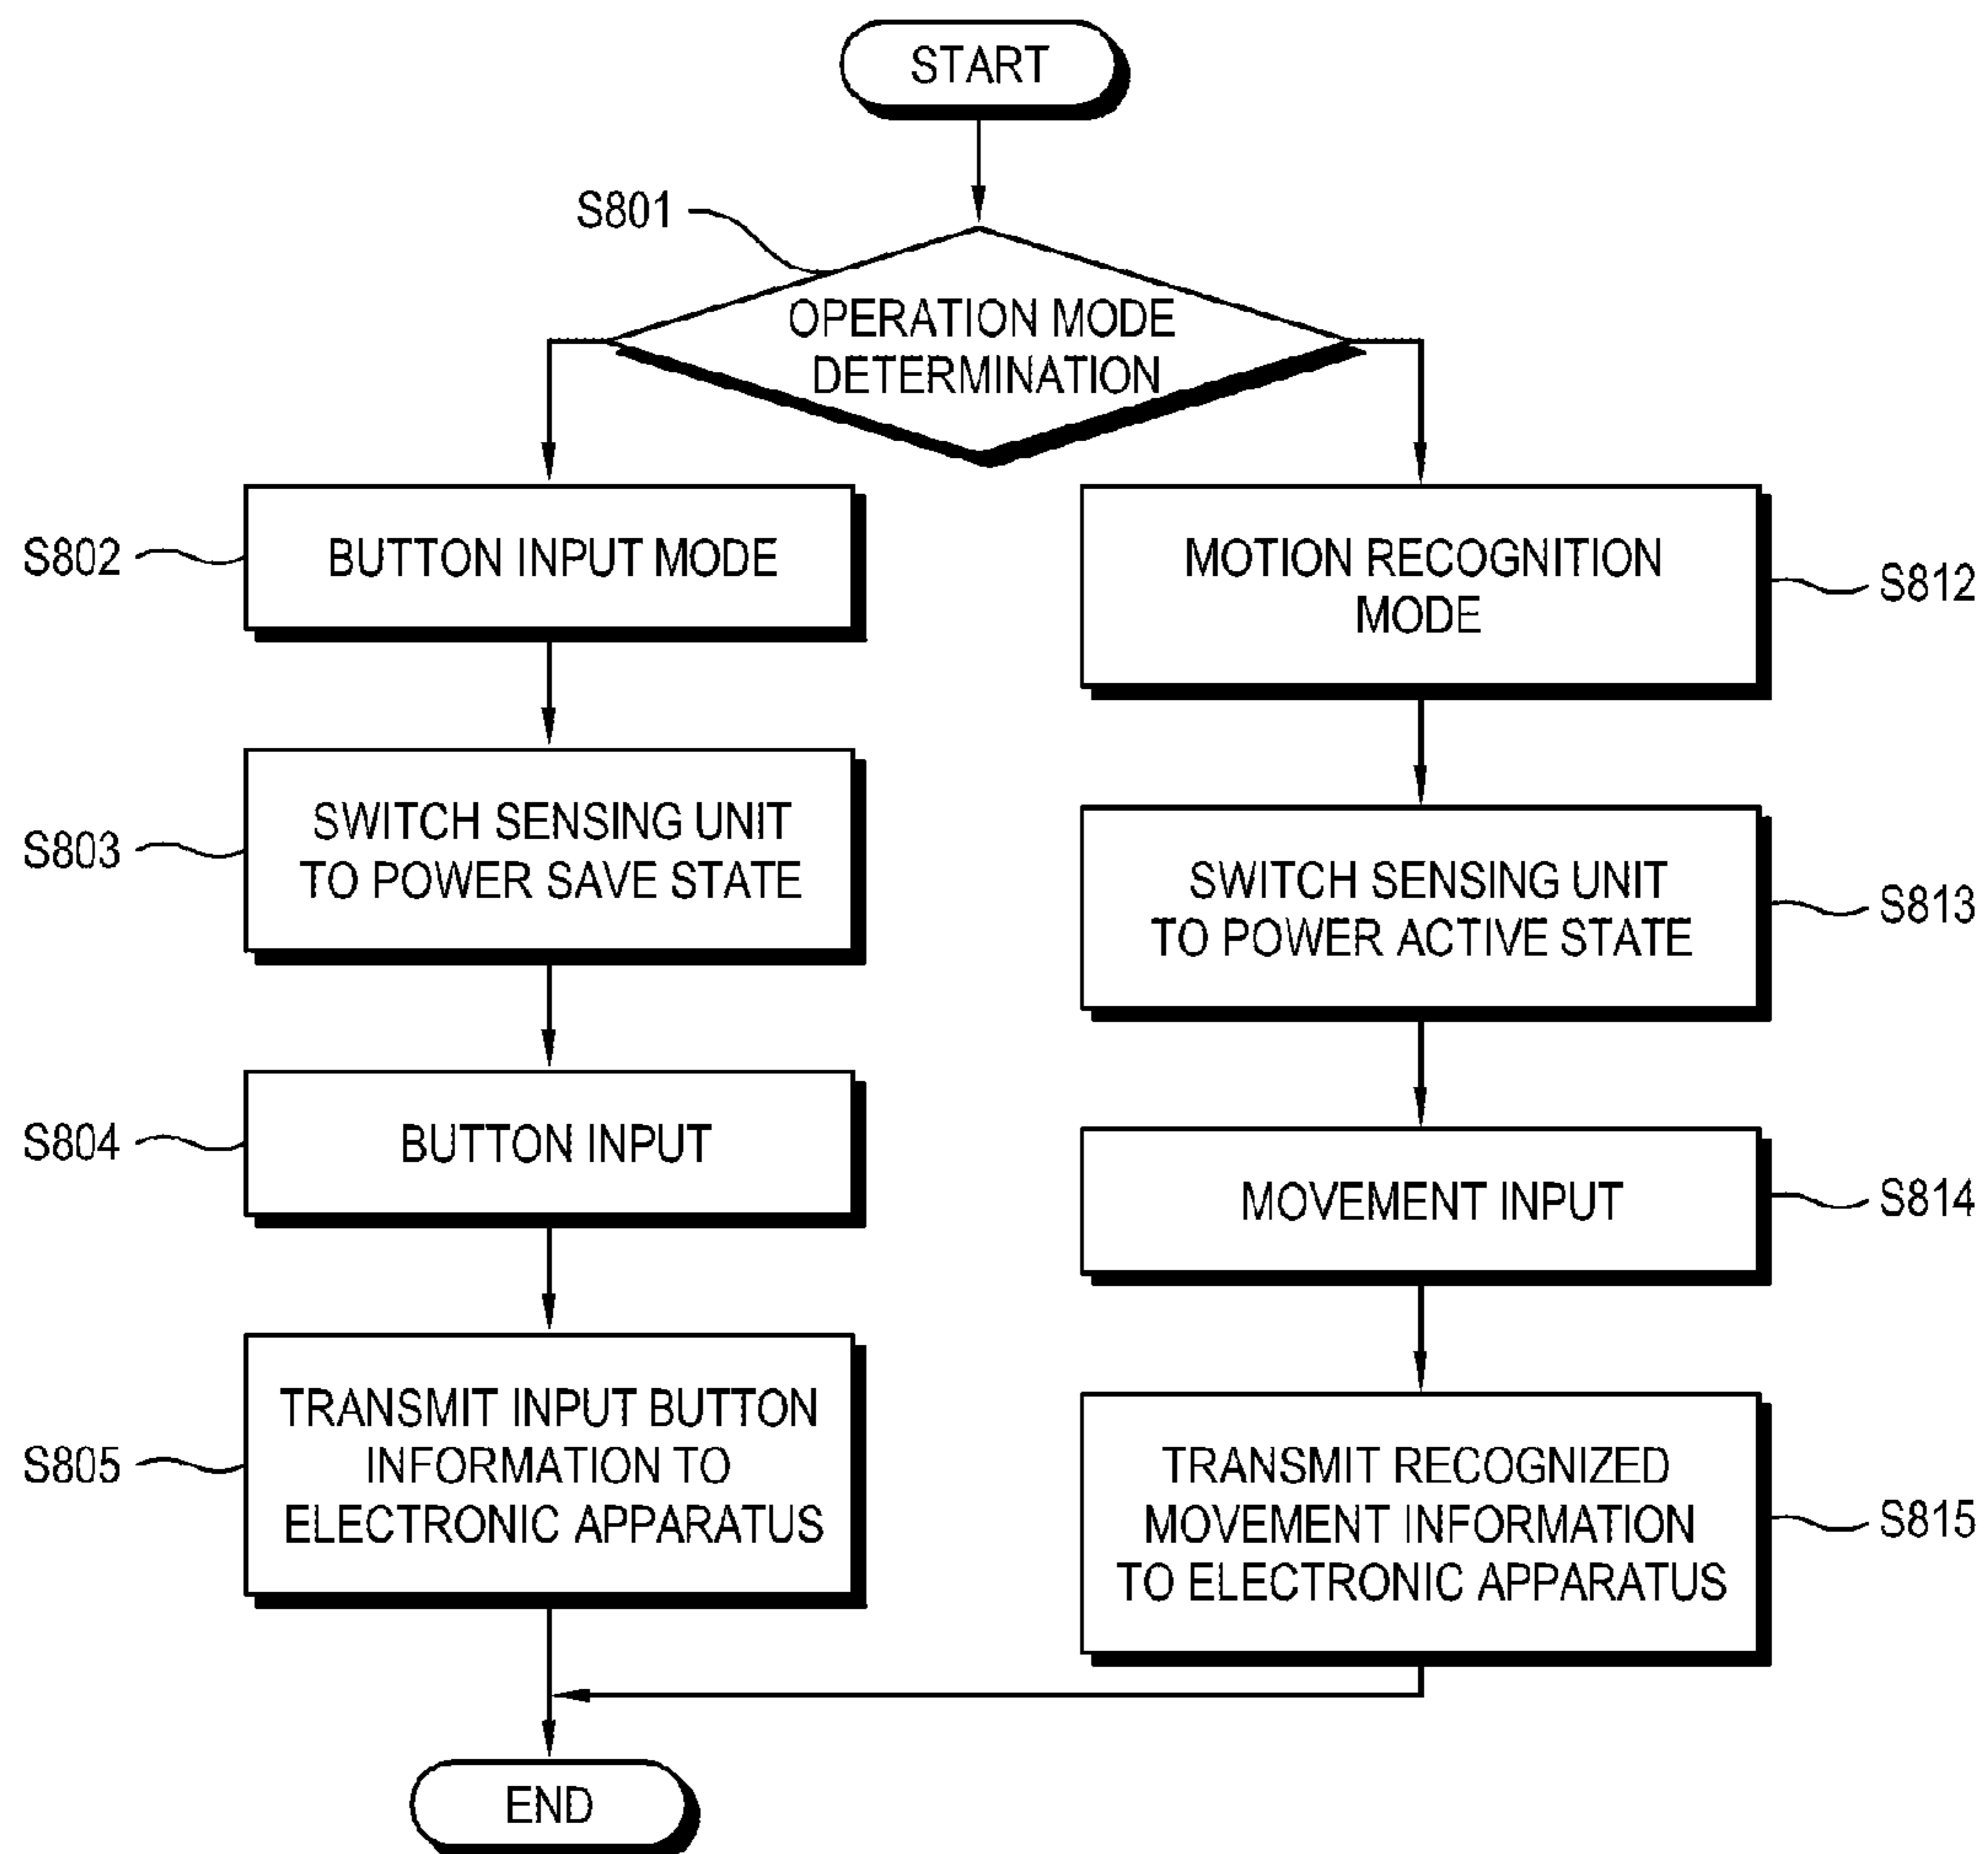 START
S801
OPERATION MODE
DETERMINATION
S802
BUTTON INPUT MODE
S803
SWITCH SENSING UNIT
TO POWER SAVE STATE
S804
BUTTON INPUT
S805
TRANSMIT INPUT BUTTON
INFORMATION TO
ELECTRONIC APPARATUS
MOTION RECOGNITION
MODE
S812
SWITCH SENSING UNIT
TO POWER ACTIVE STATE
S813
MOVEMENT INPUT
S814
TRANSMIT RECOGNIZED
MOVEMENT INFORMATION
TO ELECTRONIC APPARATUS
S815
END